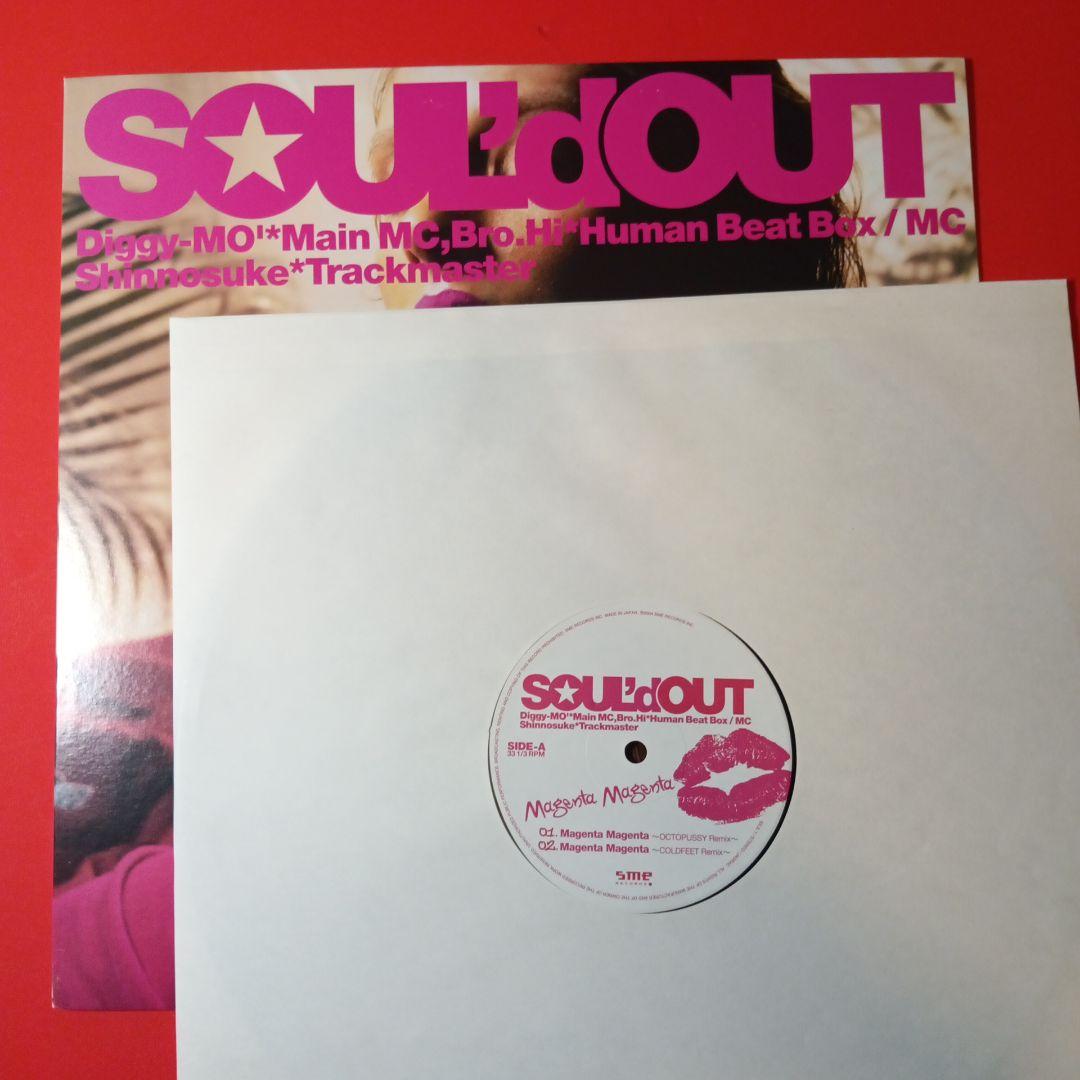 SOUL'dOUT
Diggy-MO'*Main MC,Bro.Hi*Human Beat Box / MC
Shinnosuke*Trackmaster
SOUL'dOUT
Diggy-MO'*Main MC,Bro.Hi*Human Beat Box / MC
Shinnosuke*Trackmaster
SIDE-A
33 1/3 RPM
Magenta Magenta
01. Magenta Magenta ～OCTOPUSSY Remix～
02. Magenta Magenta ～COLDFEET Remix～
sme
RECORDS